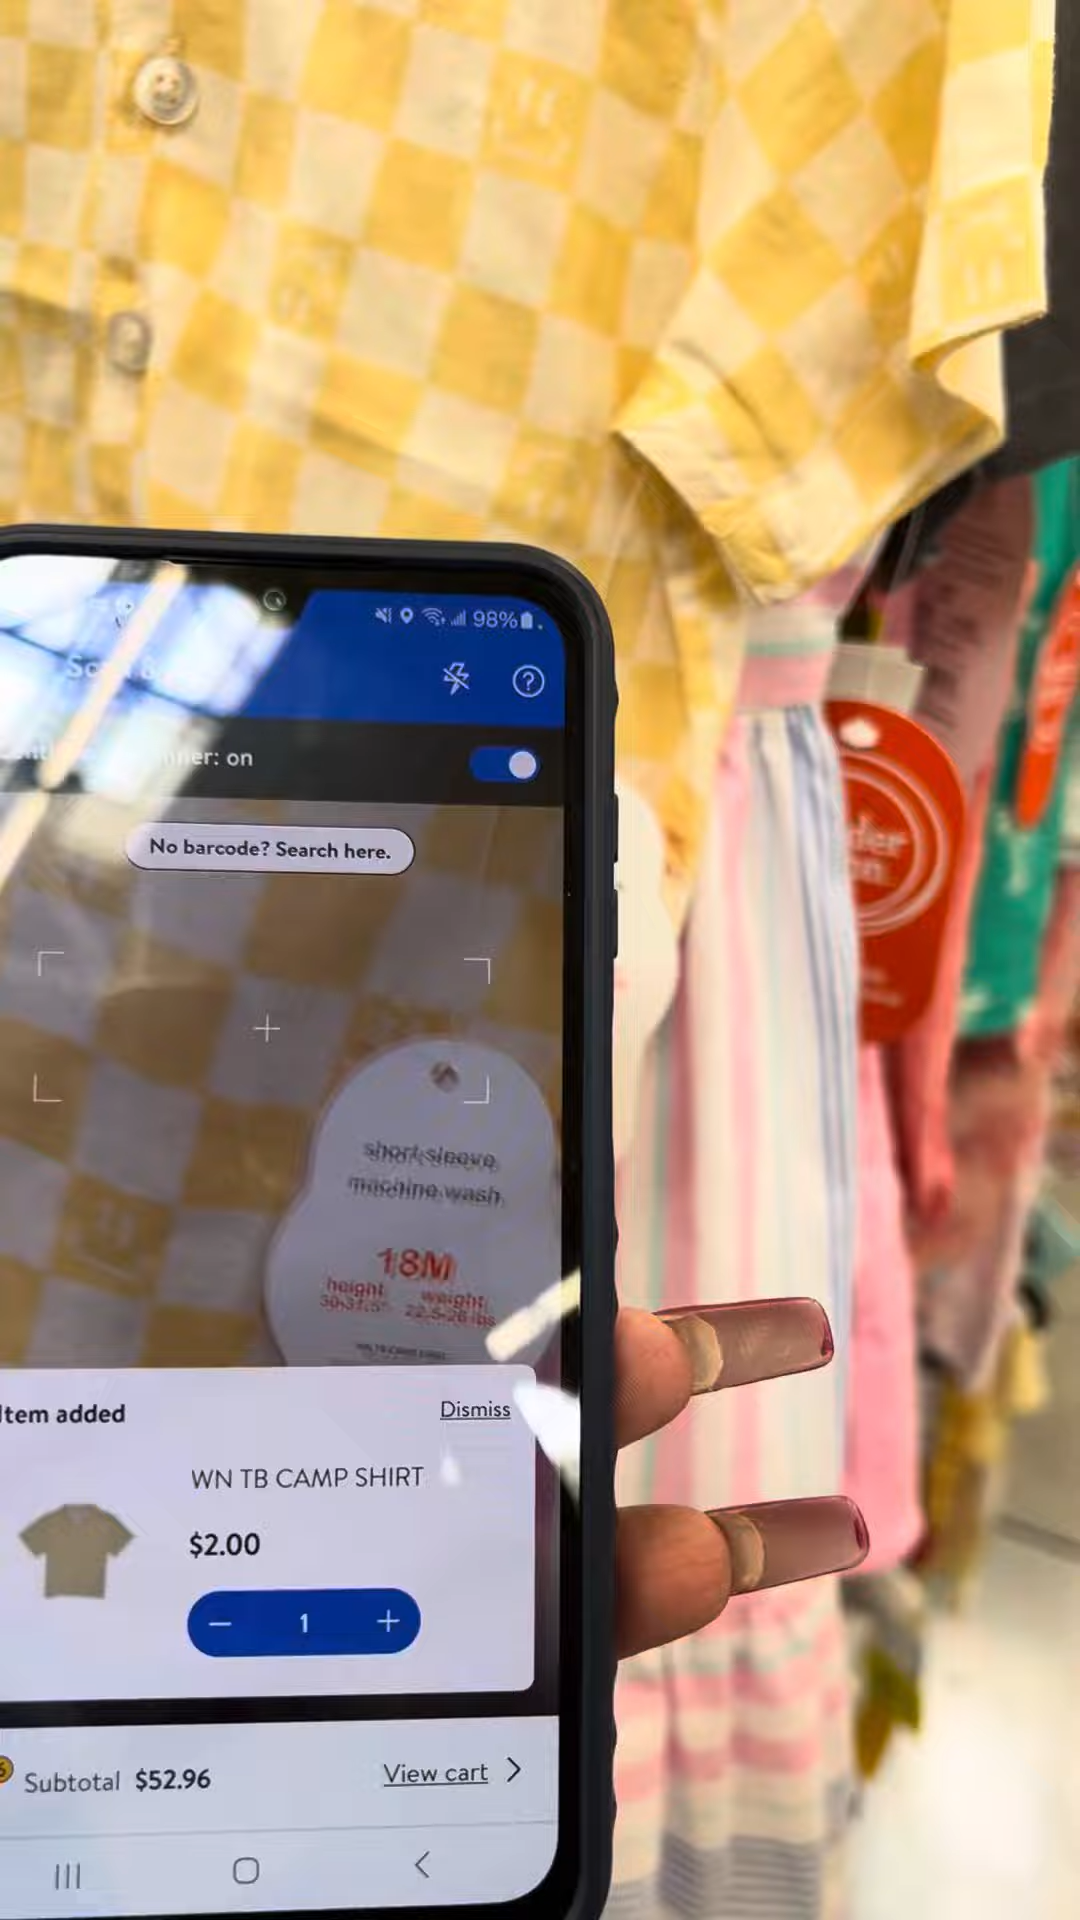 98%
No barcode? Search here.
: on
short sleeve
machine wash
18M
height weight
Item added
Dismiss
WN TB CAMP SHIRT
$2.00
1
Subtotal $52.96
View cart